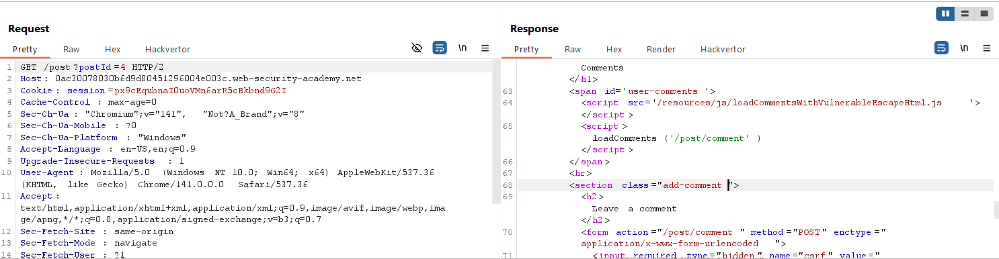 Request
Pretty Raw Hex Hackvertor \n
1 GET /post?postId=4 HTTP/2
2 Host: 0ac30078030b6d9d80451296004e003c.web-security-academy.net
3 Cookie: session=px9cEqubnaI0uoVMn6arR5cBkbnd9G2I
4 Cache-Control: max-age=0
5 Sec-Ch-Ua: "Chromium";v="141", "Not?A_Brand";v="8"
6 Sec-Ch-Ua-Mobile: ?0
7 Sec-Ch-Ua-Platform: "Windows"
8 Accept-Language: en-US,en;q=0.9
9 Upgrade-Insecure-Requests: 1
10 User-Agent: Mozilla/5.0 (Windows NT 10.0; Win64; x64) AppleWebKit/537.36
(KHTML, like Gecko) Chrome/141.0.0.0 Safari/537.36
11 Accept:
text/html,application/xhtml+xml,application/xml;q=0.9,image/avif,image/webp,ima
ge/apng,*/*;q=0.8,application/signed-exchange;v=b3;q=0.7
12 Sec-Fetch-Site: same-origin
13 Sec-Fetch-Mode: navigate
14 Sec-Fetch-User: ?1
Response
Pretty Raw Hex Render Hackvertor \n
Comments
</h1>
63 <span id='user-comments'>
64 <script src='/resources/js/loadCommentsWithVulnerableEscapeHtml.js'>
</script>
65 <script>
loadComments('/post/comment')
</script>
66 </span>
67 <hr>
68 <section class="add-comment">
69 <h2>
Leave a comment
</h2>
70 <form action="/post/comment" method="POST" enctype="
application/x-www-form-urlencoded">
71 <input required type="hidden" name="csrf" value="